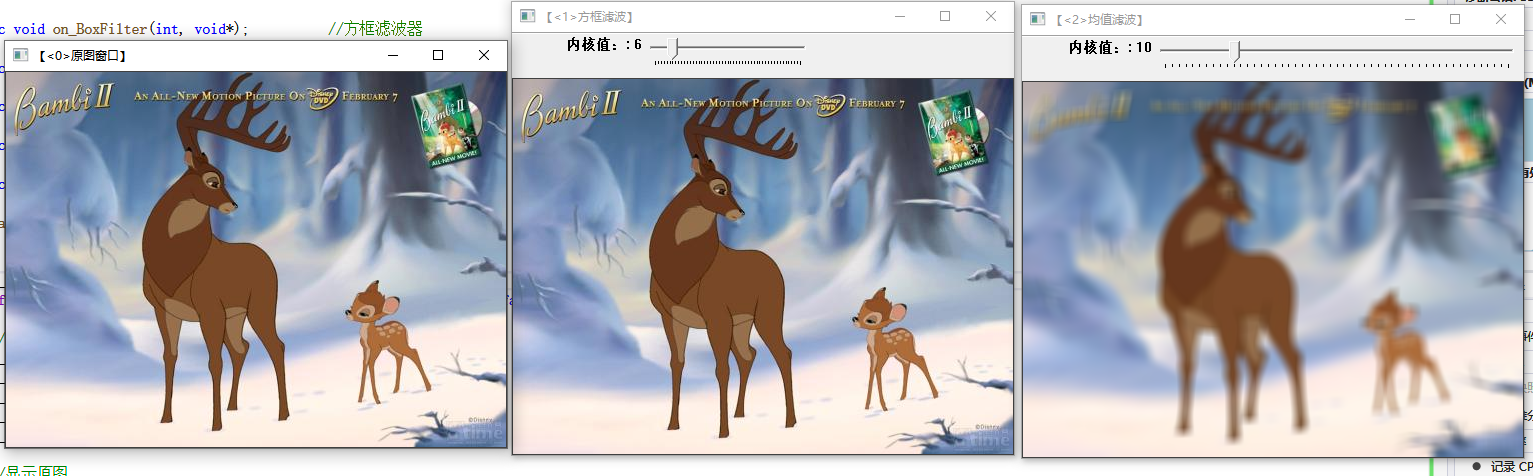 c void on_BoxFilter(int, void*); //方框滤波器
【<0>原图窗口】
Bambi II
An All-New Motion Picture On Disney DVD February 7
Bambi II
ALL-NEW MOVIE!
©Disney
【<1>方框滤波】
内核值：: 6
Bambi II
An All-New Motion Picture On Disney DVD February 7
Bambi II
ALL-NEW MOVIE!
©Disney
【<2>均值滤波】
内核值：: 10
/显示原图
● 记录 CP